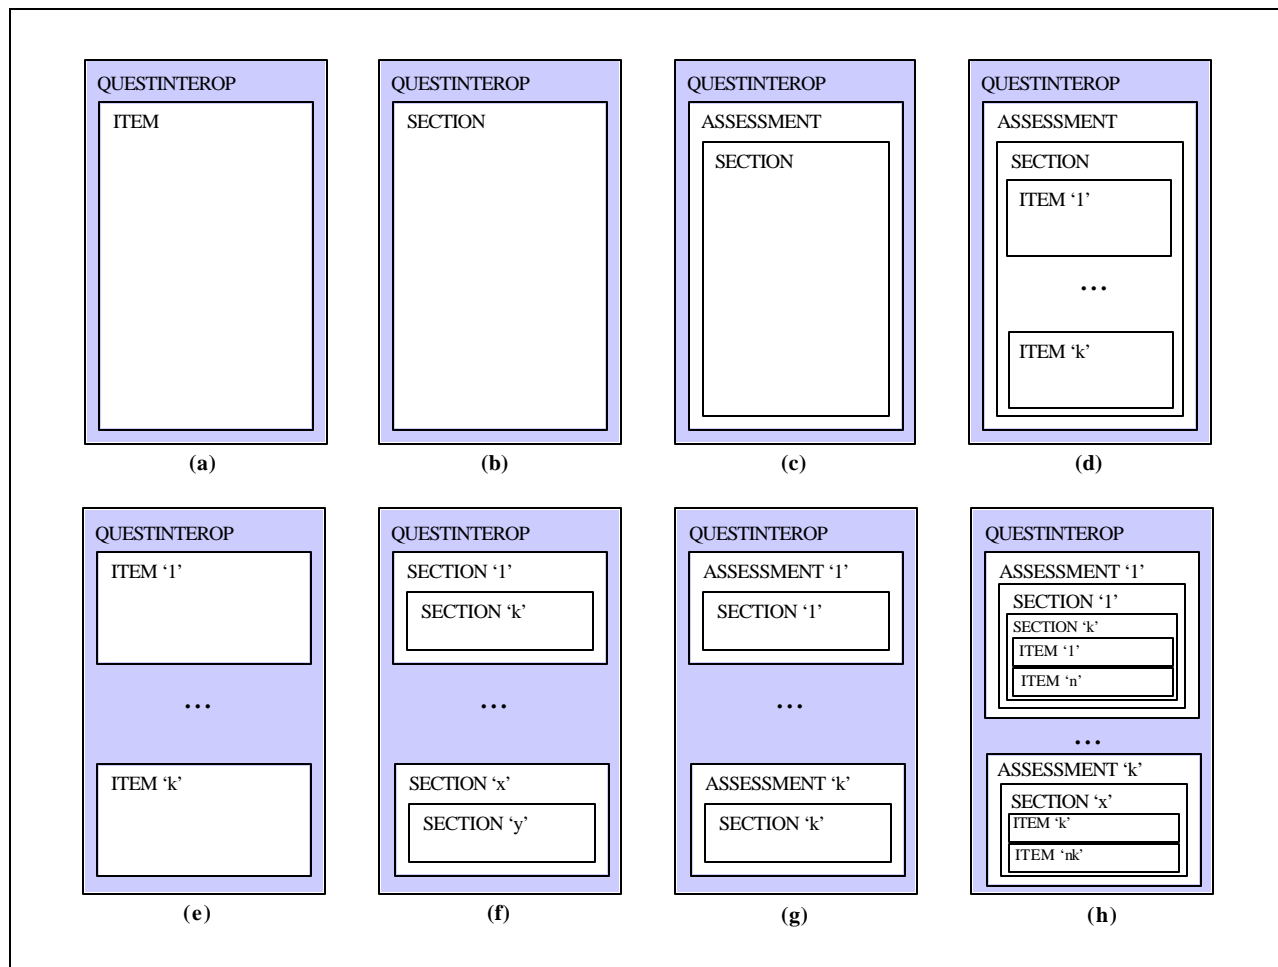 QUESTINTEROP
ITEM
(a)
QUESTINTEROP
SECTION
(b)
QUESTINTEROP
ASSESSMENT
SECTION
(c)
QUESTINTEROP
ASSESSMENT
SECTION
ITEM ‘1’
...
ITEM ‘k’
(d)
QUESTINTEROP
ITEM ‘1’
...
ITEM ‘k’
(e)
QUESTINTEROP
SECTION ‘1’
SECTION ‘k’
...
SECTION ‘x’
SECTION ‘y’
(f)
QUESTINTEROP
ASSESSMENT ‘1’
SECTION ‘1’
...
ASSESSMENT ‘k’
SECTION ‘k’
(g)
QUESTINTEROP
ASSESSMENT ‘1’
SECTION ‘1’
SECTION ‘k’
ITEM ‘1’
ITEM ‘n’
...
ASSESSMENT ‘k’
SECTION ‘x’
ITEM ‘k’
ITEM ‘nk’
(h)